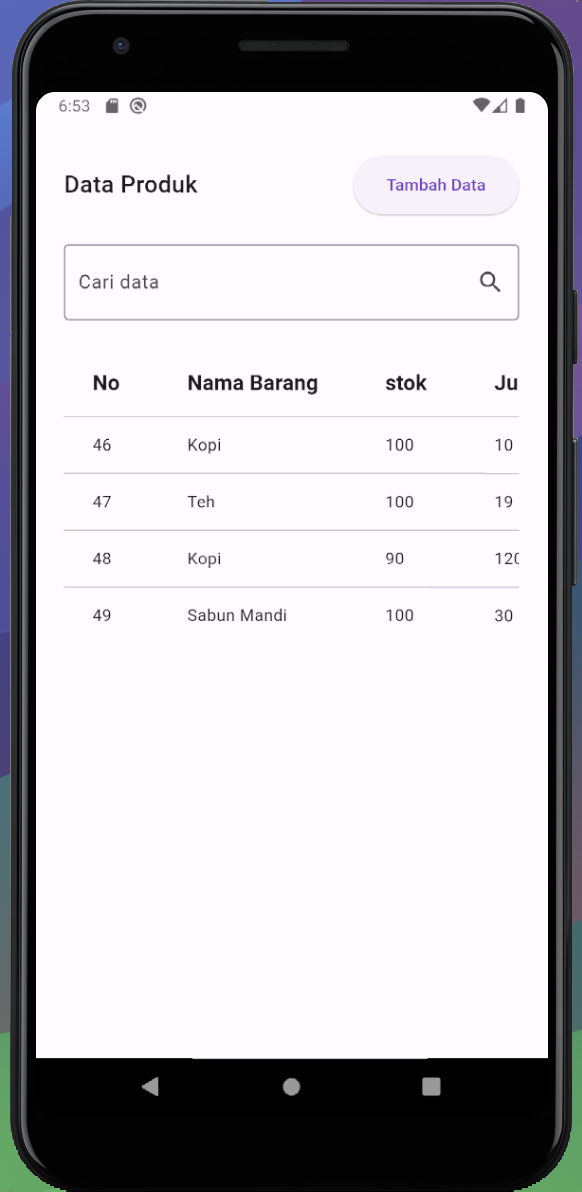 6:53
Data Produk Tambah Data
Cari data
No Nama Barang stok Ju
46 Kopi 100 10
47 Teh 100 19
48 Kopi 90 120
49 Sabun Mandi 100 30